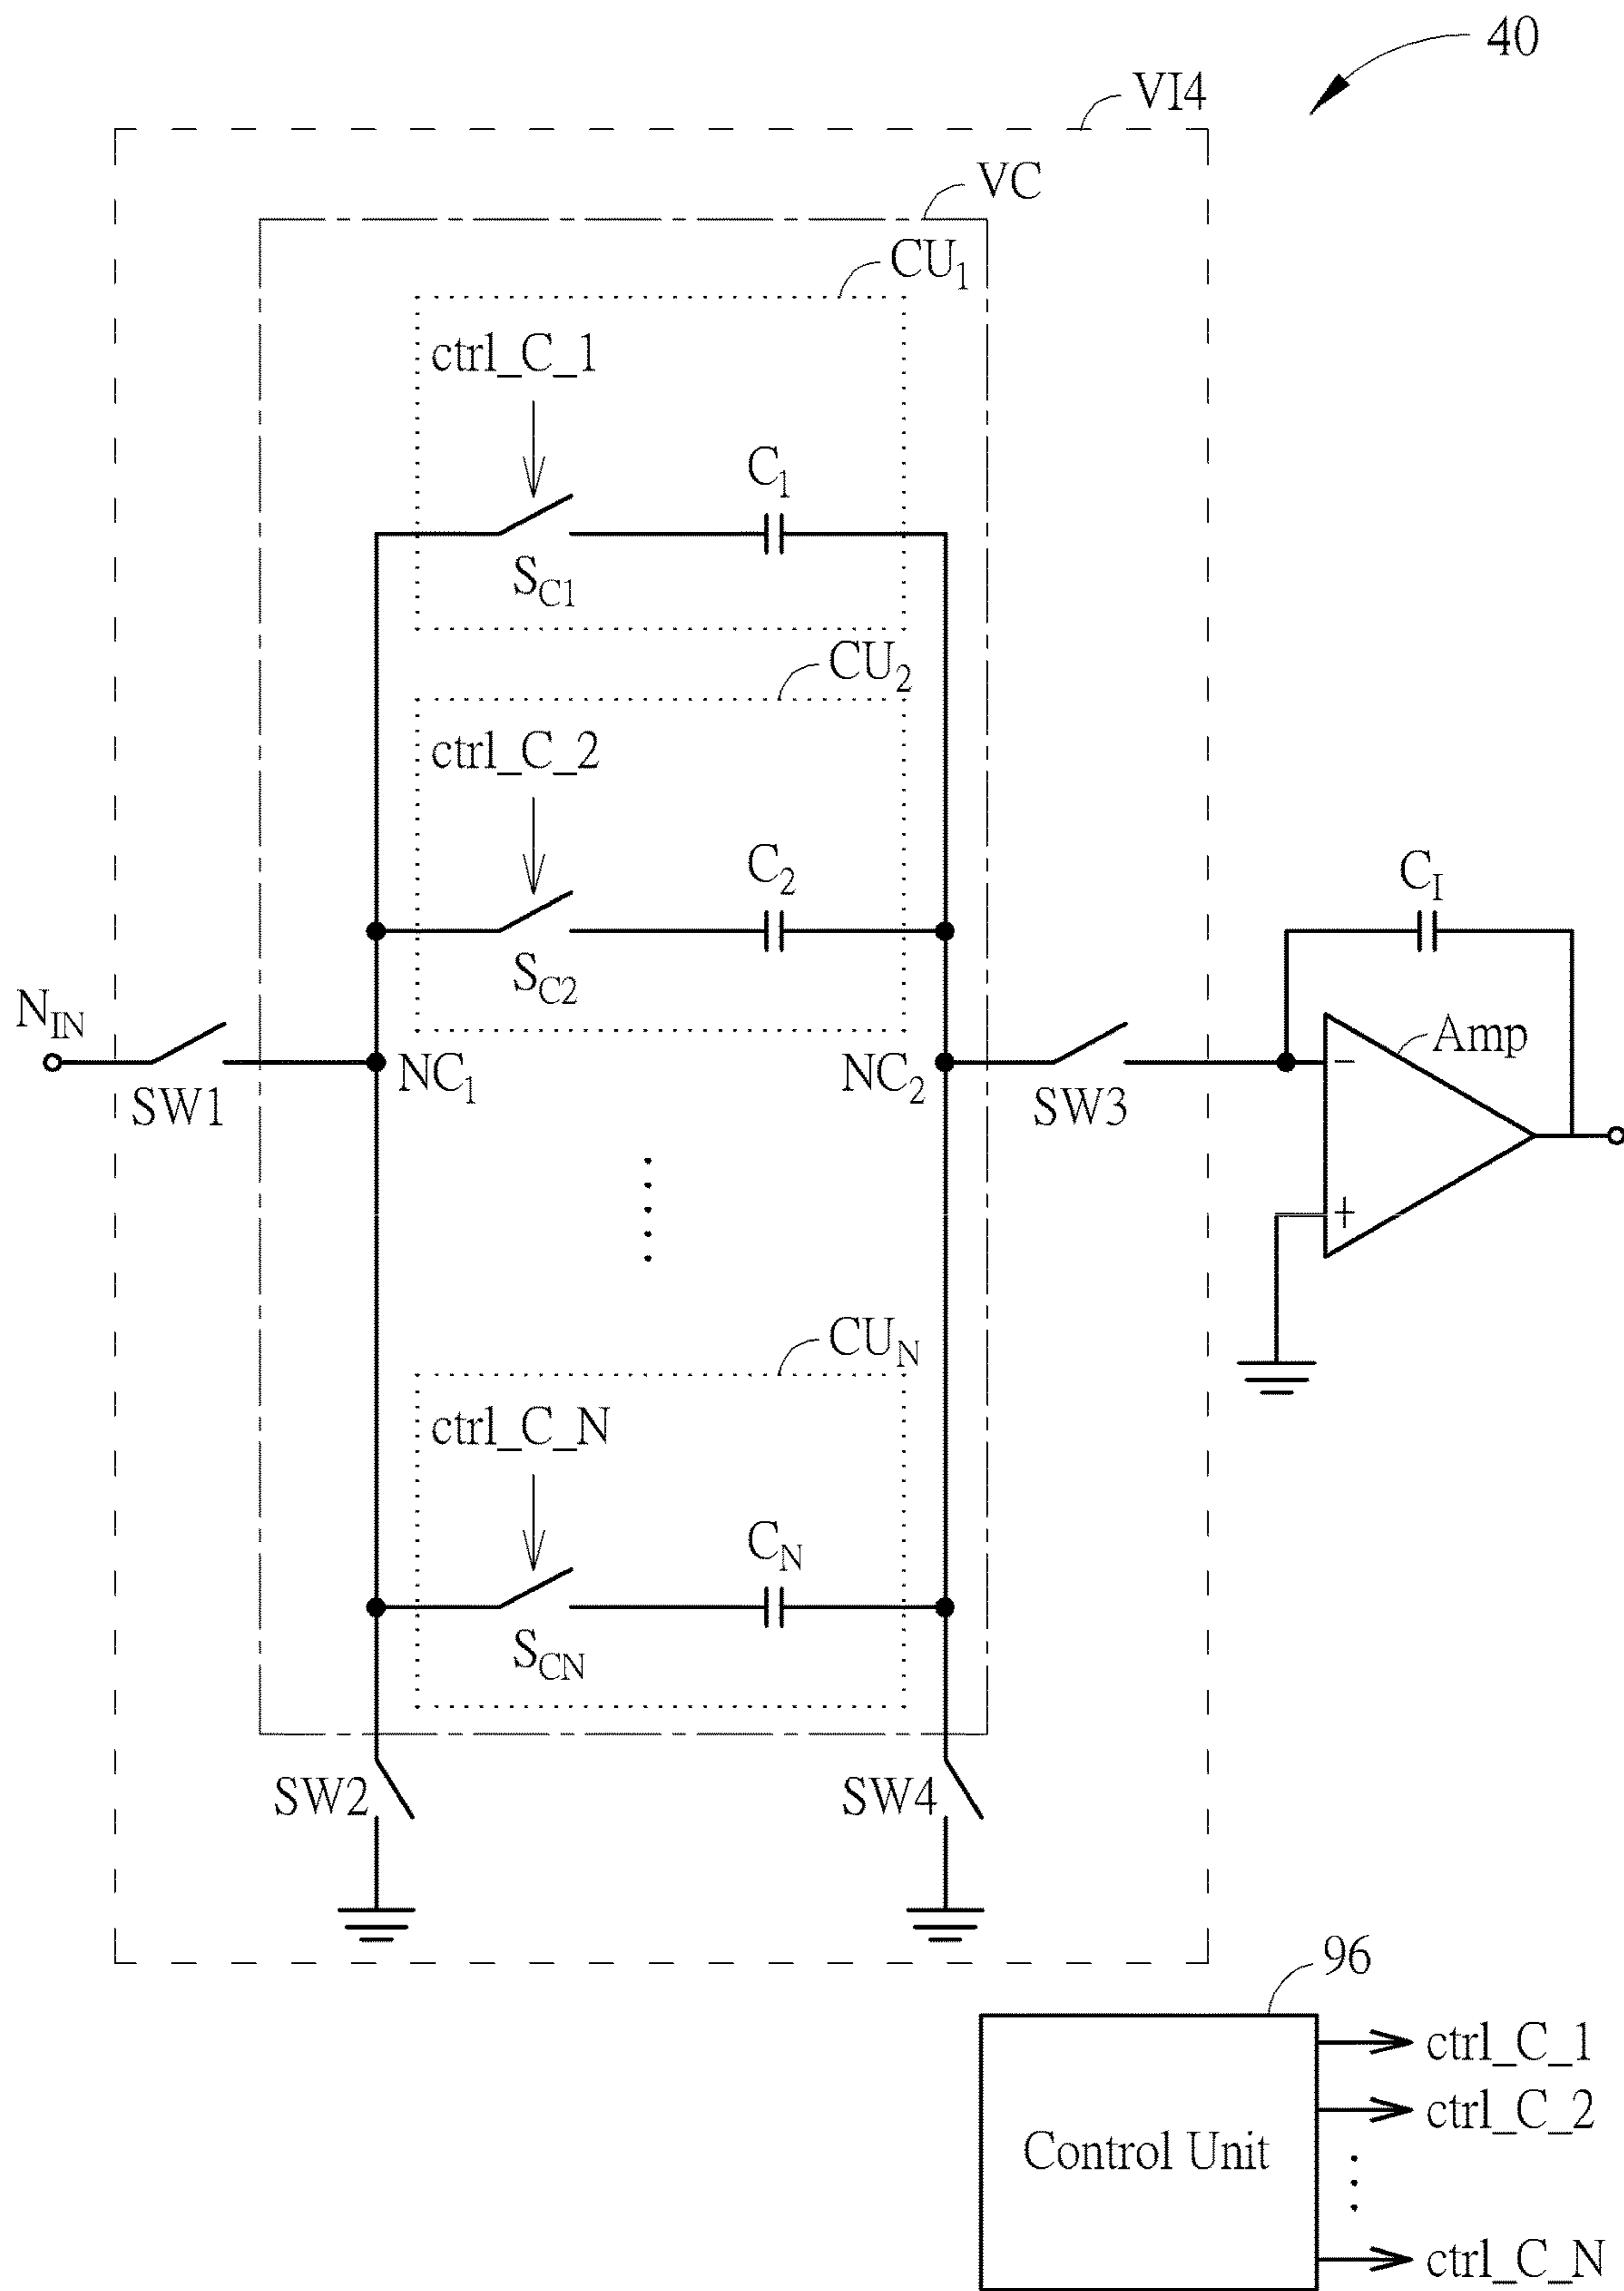 40
VI4
VC
CU1
ctrl_C_1
C1
SC1
CU2
ctrl_C_2
C2
SC2
CI
NIN
SW1
NC1
NC2
SW3
Amp
−
+
CUN
ctrl_C_N
CN
SCN
SW2
SW4
96
Control Unit
ctrl_C_1
ctrl_C_2
ctrl_C_N